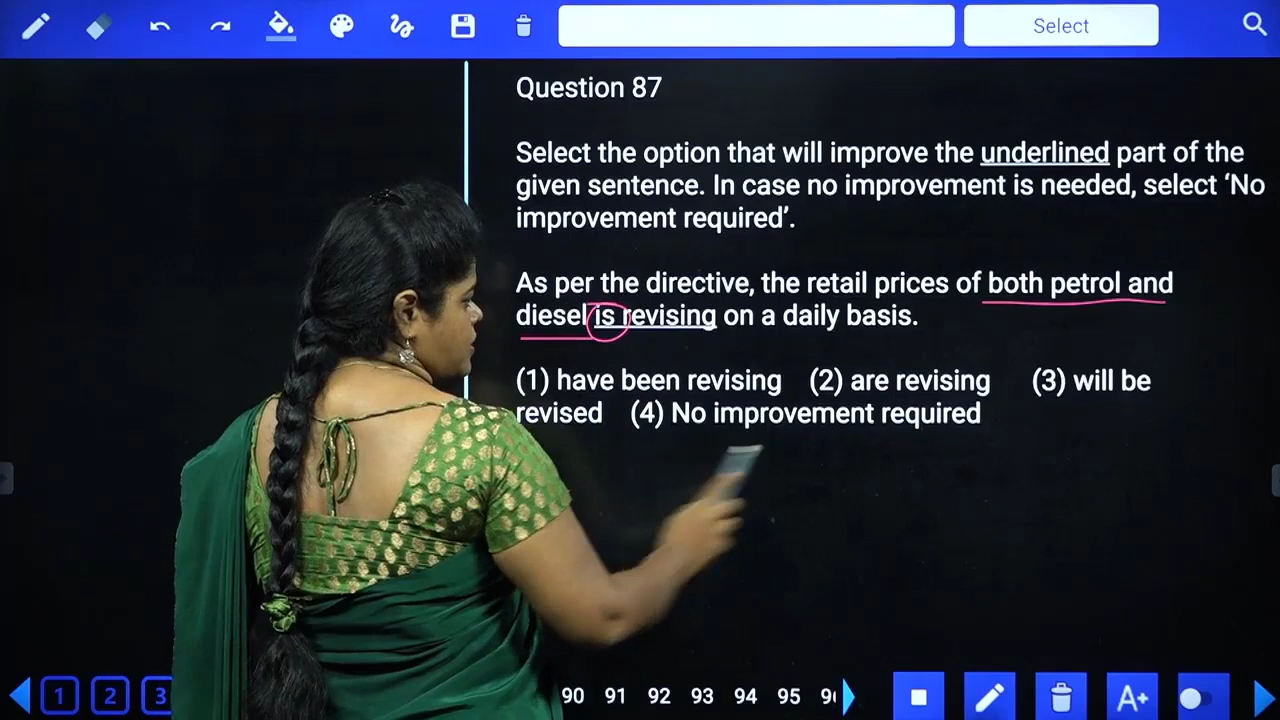 Select
Question 87
Select the option that will improve the underlined part of the
given sentence. In case no improvement is needed, select ‘No
improvement required’.
As per the directive, the retail prices of both petrol and
diesel is revising on a daily basis.
(1) have been revising (2) are revising (3) will be
revised (4) No improvement required
1 2 3 90 91 92 93 94 95 A+